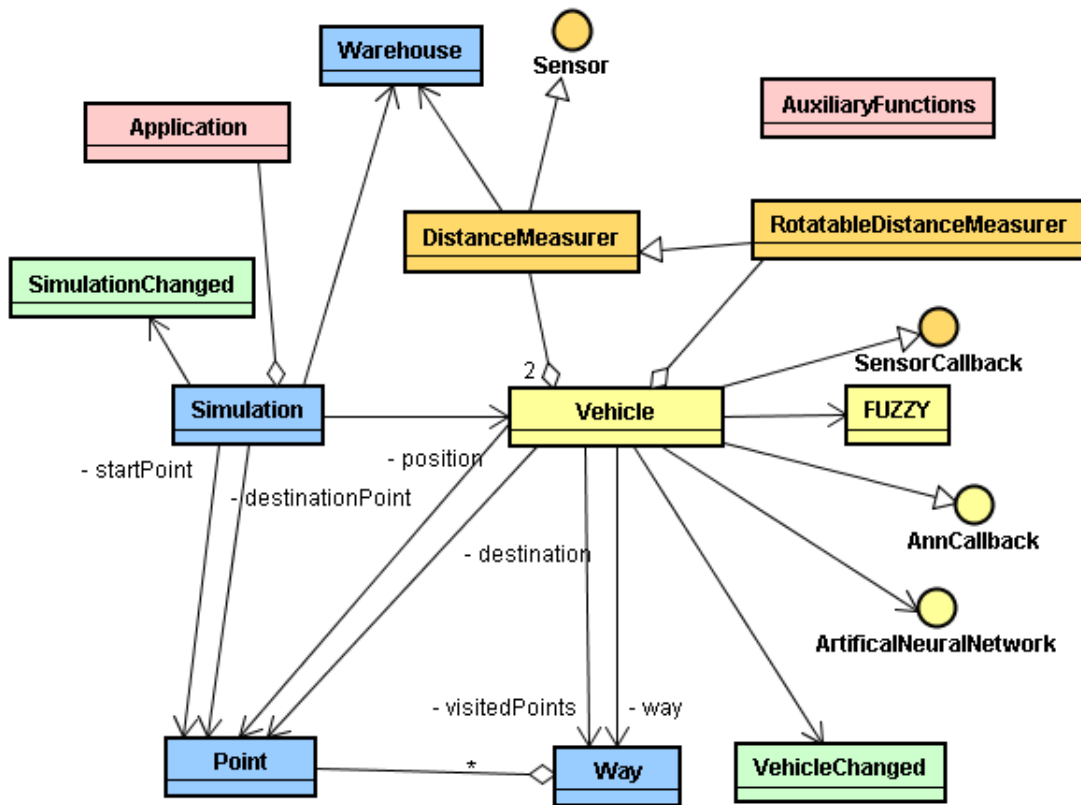 Warehouse
Sensor
Application
AuxiliaryFunctions
DistanceMeasurer
RotatableDistanceMeasurer
SimulationChanged
SensorCallback
2
Simulation
Vehicle
FUZZY
- startPoint
- position
- destinationPoint
AnnCallback
- destination
ArtificalNeuralNetwork
- visitedPoints
- way
Point
*
Way
VehicleChanged